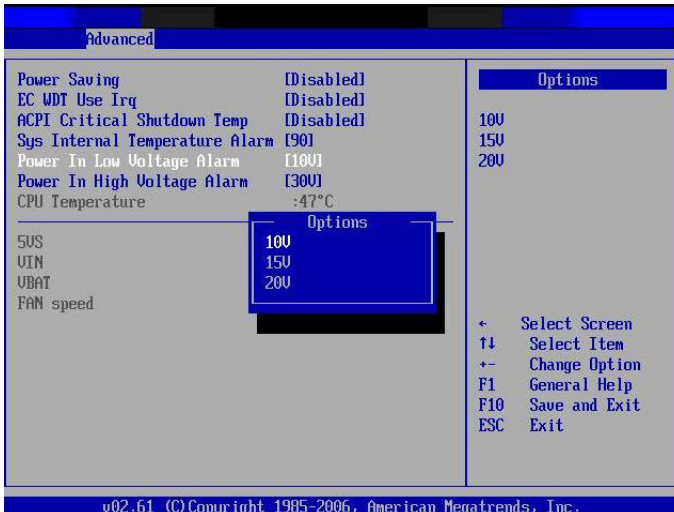 Advanced
Power Saving [Disabled]
EC WDT Use Irq [Disabled]
ACPI Critical Shutdown Temp [Disabled]
Sys Internal Temperature Alarm [90]
Power In Low Voltage Alarm [10V]
Power In High Voltage Alarm [30V]
CPU Temperature :47°C
5VS
VIN
VBAT
FAN speed
Options
10V
15V
20V
Options
10V
15V
20V
← Select Screen
↑↓ Select Item
+- Change Option
F1 General Help
F10 Save and Exit
ESC Exit
v02.61 (C)Copyright 1985-2006, American Megatrends, Inc.